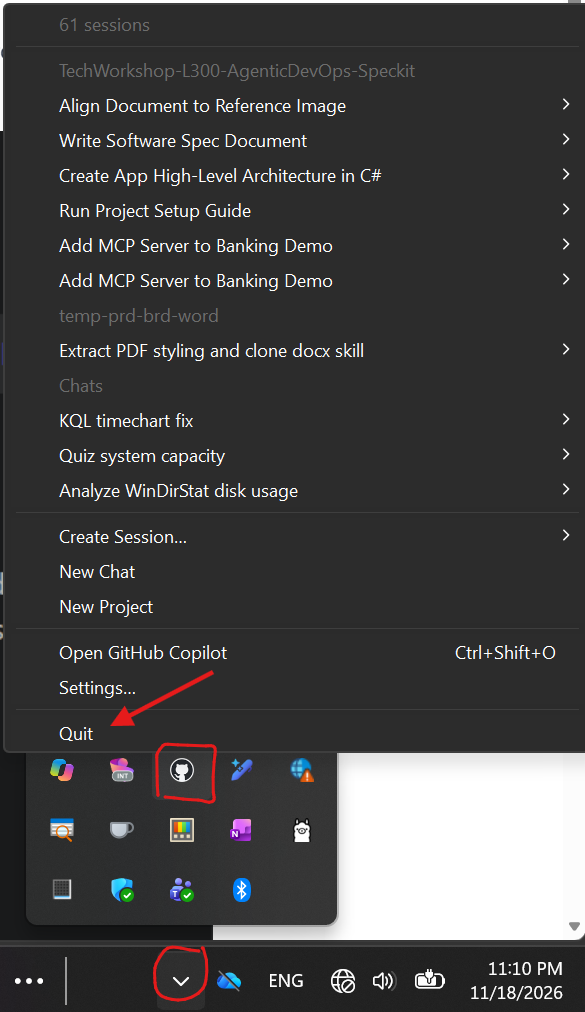 61 sessions
TechWorkshop-L300-AgenticDevOps-Speckit
Align Document to Reference Image
Write Software Spec Document
Create App High-Level Architecture in C#
Run Project Setup Guide
Add MCP Server to Banking Demo
Add MCP Server to Banking Demo
temp-prd-brd-word
Extract PDF styling and clone docx skill
Chats
KQL timechart fix
Quiz system capacity
Analyze WinDirStat disk usage
Create Session...
New Chat
New Project
Open GitHub Copilot Ctrl+Shift+O
Settings...
Quit
INT
N
ENG
11:10 PM
11/18/2026